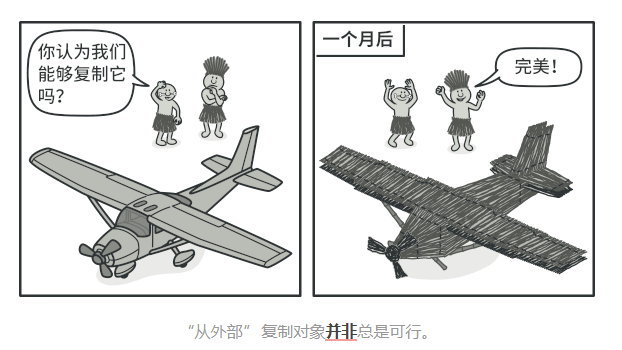 你认为我们
能够复制它
吗？
一个月后
完美！
“从外部” 复制对象并非总是可行。